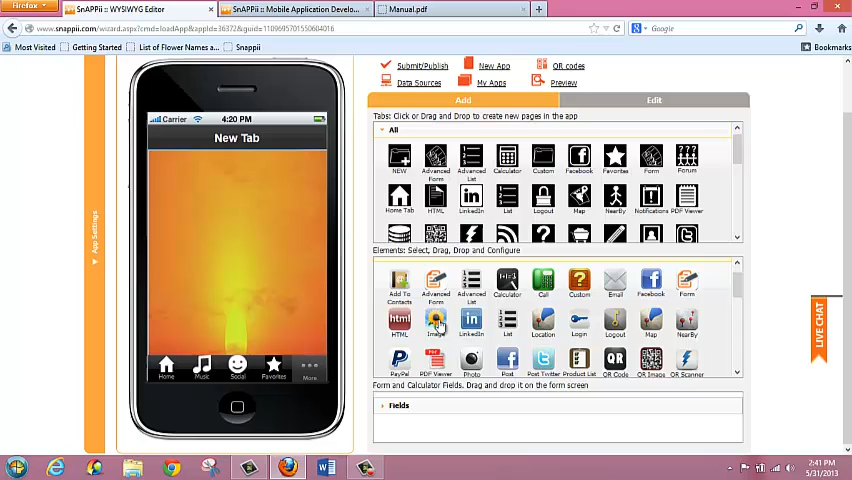 Firefox
SnAPPii :: WYSIWYG Editor
SnAPPii :: Mobile Application Develo...
Manual.pdf
www.snappii.com/wizard.aspx?cmd=loadApp&appId=36372&guid=1109695701550604016
Google
Most Visited
Getting Started
List of Flower Names a...
Snappii
Bookmarks
Submit/Publish
New App
QR codes
Data Sources
My Apps
Preview
Add
Edit
Tabs: Click or Drag and Drop to create new pages in the app
All
NEW
Advanced Form
Advanced List
Calculator
Custom
Facebook
Favorites
Form
Forum
Home Tab
HTML
LinkedIn
List
Logout
Map
NearBy
Notifications
PDF Viewer
Elements: Select, Drag, Drop and Configure
Add To Contacts
Advanced Form
Advanced List
Calculator
Call
Custom
Email
Facebook
Form
HTML
Image
LinkedIn
List
Location
Login
Logout
Map
NearBy
PayPal
PDF Viewer
Photo
Post
Post Twitter
Product List
QR Code
QR Image
QR Scanner
Form and Calculator Fields. Drag and drop it on the form screen
Fields
App Settings
Carrier
4:20 PM
New Tab
Home
Music
Social
Favorites
More
LIVE CHAT
2:41 PM
5/31/2013